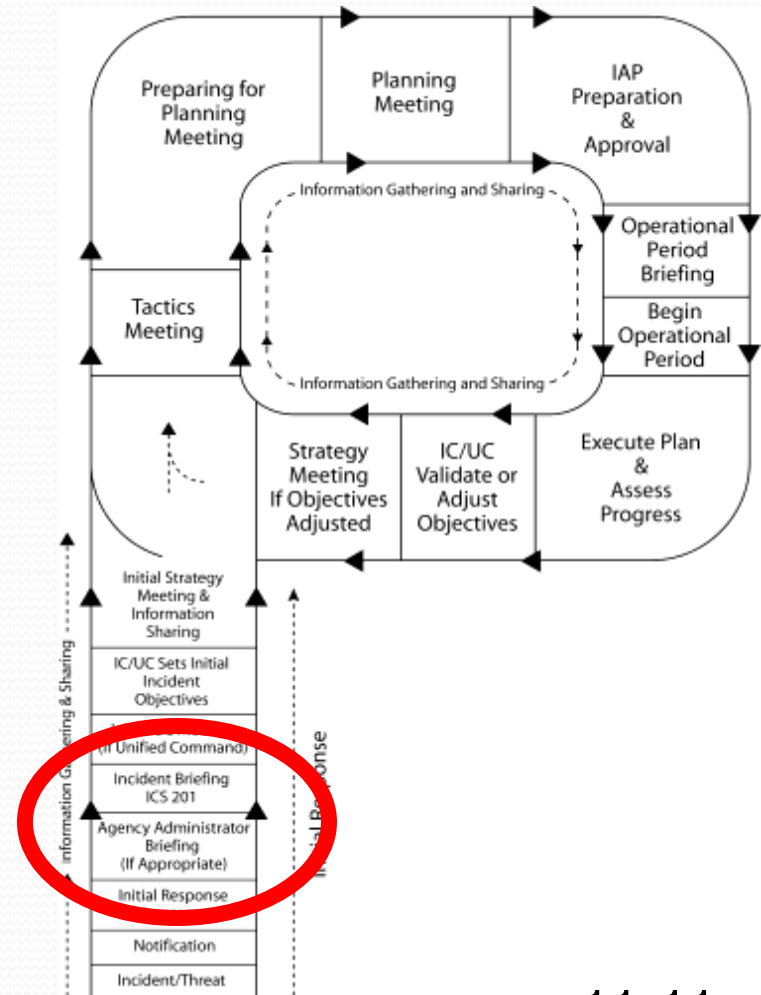 Preparing for
Planning
Meeting
Planning
Meeting
IAP
Preparation
&
Approval
Information Gathering and Sharing
Operational
Period
Briefing
Tactics
Meeting
Begin
Operational
Period
Information Gathering and Sharing
Strategy
Meeting
If Objectives
Adjusted
IC/UC
Validate or
Adjust
Objectives
Execute Plan
&
Assess
Progress
Initial Strategy
Meeting &
Information
Sharing
IC/UC Sets Initial
Incident
Objectives
(If Unified Command)
Incident Briefing
ICS 201
Agency Administrator
Briefing
(If Appropriate)
Initial Response
Notification
Incident/Threat
Information Gathering & Sharing
Response